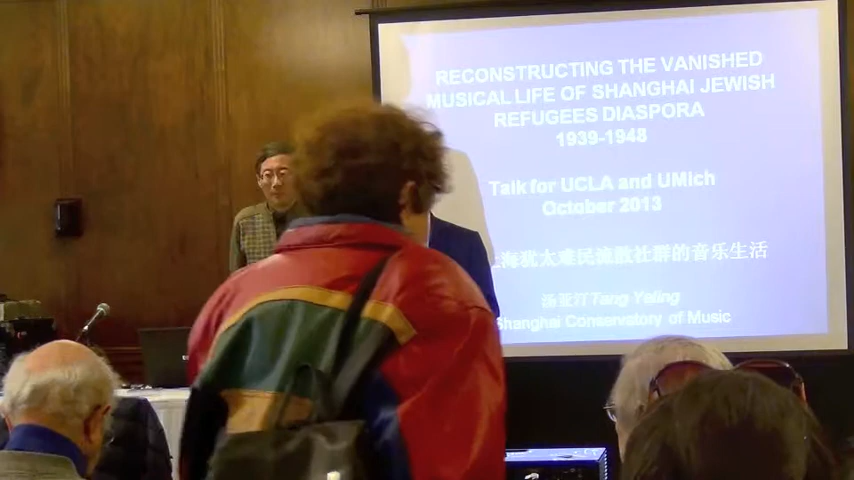 RECONSTRUCTING THE VANISHED
MUSICAL LIFE OF SHANGHAI JEWISH
REFUGEES DIASPORA
1939-1948
Talk for UCLA and UMich
October 2013
海犹太难民流散社群的音乐生活
汤亚汀 Tang Yating
Shanghai Conservatory of Music